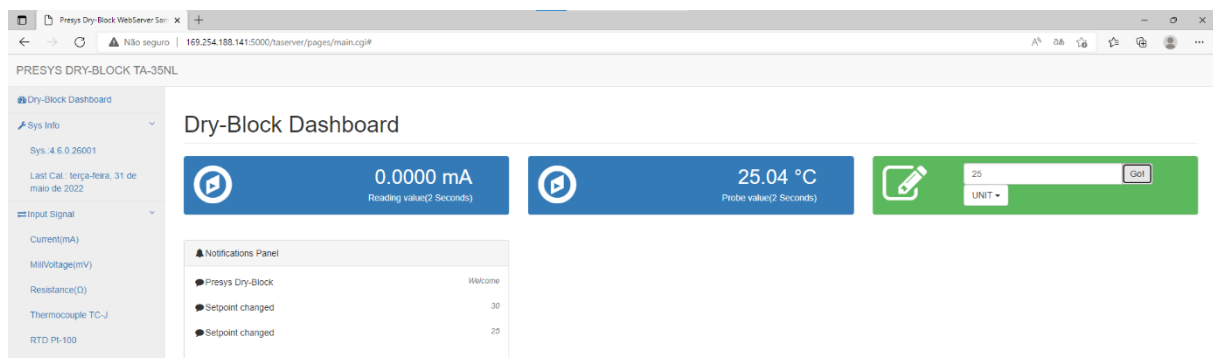 Presys Dry-Block WebServer Sam
Não seguro | 169.254.188.141:5000/taserver/pages/main.cgi#
PRESYS DRY-BLOCK TA-35NL
Dry-Block Dashboard
Sys Info
Sys.:4.6.0.26001
Last Cal.: terça-feira, 31 de
maio de 2022
Input Signal
Current(mA)
MiliVoltage(mV)
Resistance(Ω)
Thermocouple TC-J
RTD Pt-100
Dry-Block Dashboard
0.0000 mA
Reading value(2 Seconds)
25.04 °C
Probe value(2 Seconds)
25
Go!
UNIT
Notifications Panel
Presys Dry-Block Welcome
Setpoint changed 30
Setpoint changed 25